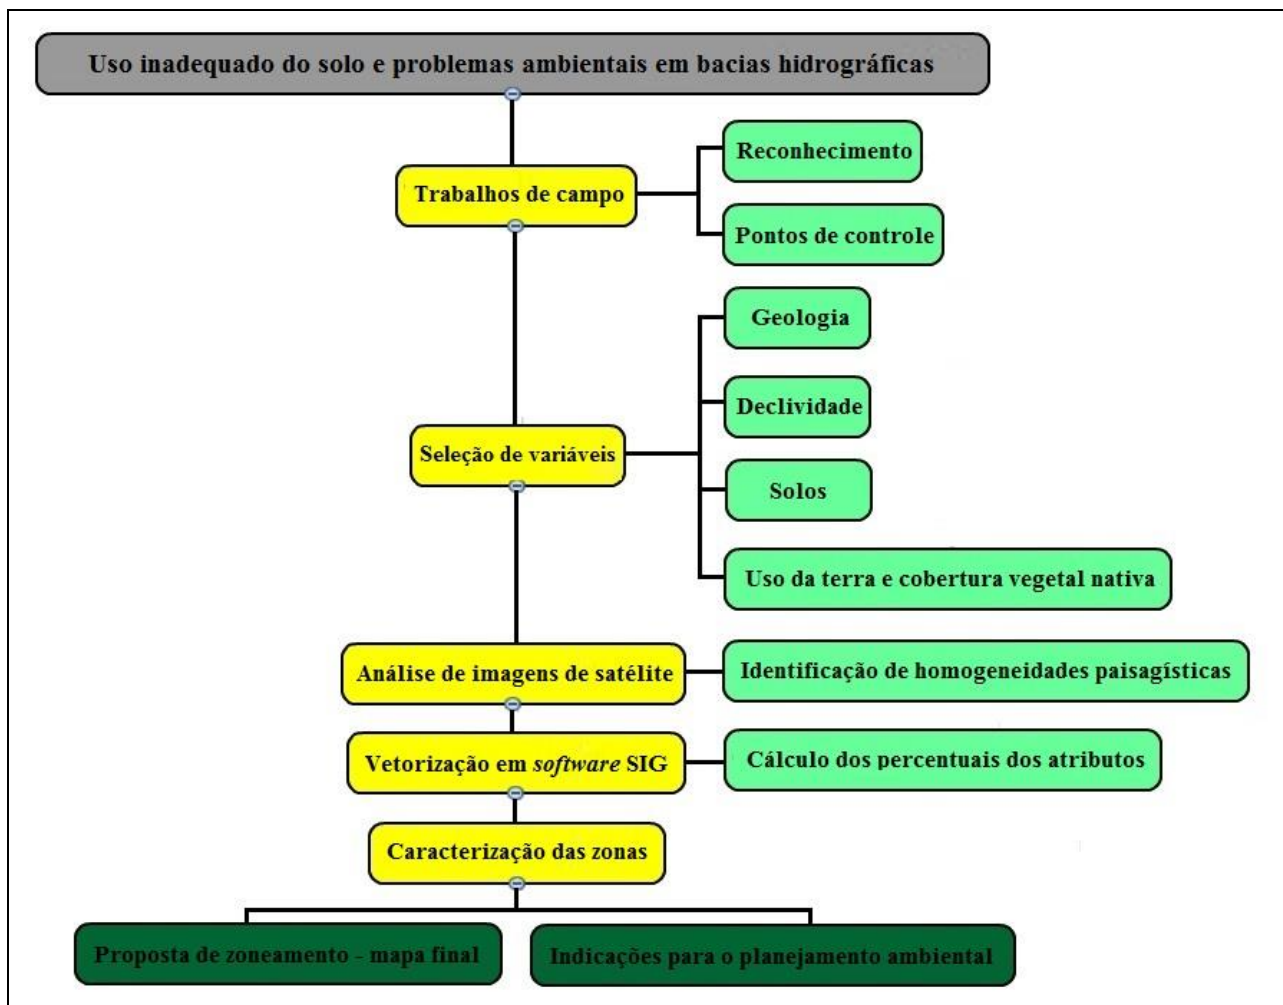 Uso inadequado do solo e problemas ambientais em bacias hidrográficas
Trabalhos de campo
Reconhecimento
Pontos de controle
Seleção de variáveis
Geologia
Declividade
Solos
Uso da terra e cobertura vegetal nativa
Análise de imagens de satélite
Identificação de homogeneidades paisagísticas
Vetorização em software SIG
Cálculo dos percentuais dos atributos
Caracterização das zonas
Proposta de zoneamento - mapa final
Indicações para o planejamento ambiental